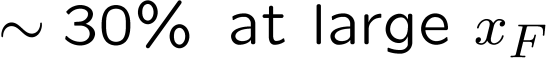 ∼ 30% at large x_F